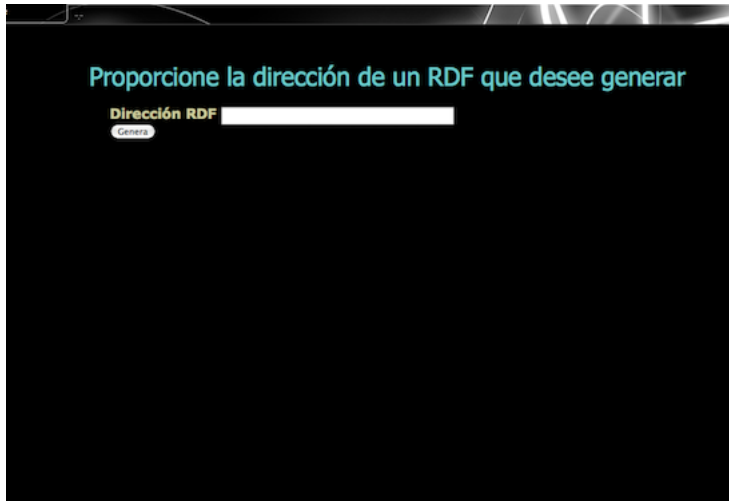 Proporcione la dirección de un RDF que desee generar
Dirección RDF
Genera